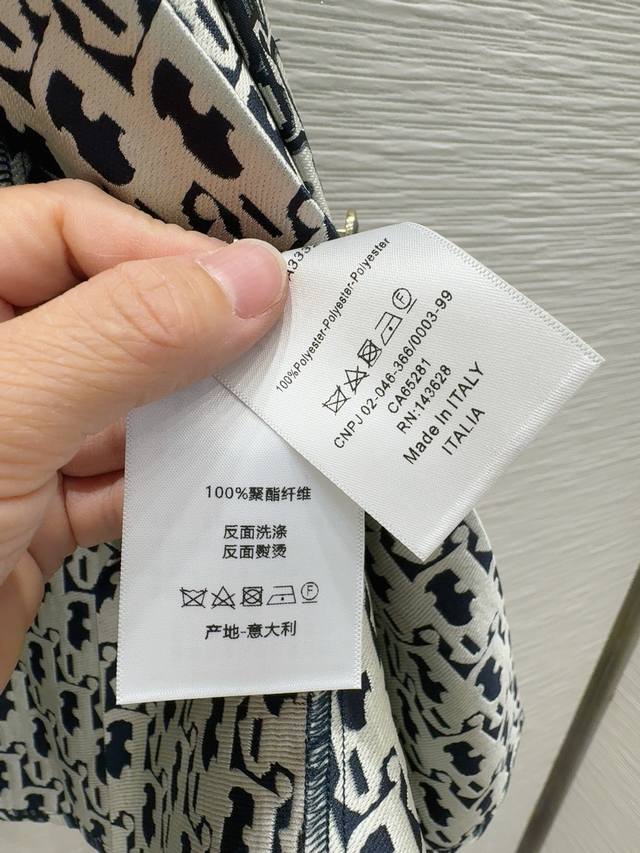 A333
100%Polyester-Polyester-Polyester
F
CNPJ 02-046-366/0003-99
CA65281
RN:143628
Made In ITALY
ITALIA
100%聚酯纤维
反面洗涤
反面熨烫
F
产地-意大利